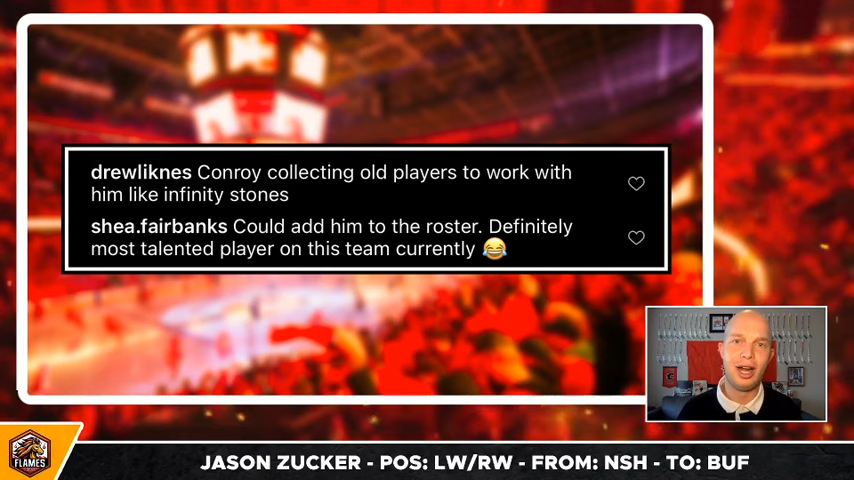 drewliknes Conroy collecting old players to work with
him like infinity stones
shea.fairbanks Could add him to the roster. Definitely
most talented player on this team currently 😂
FLAMES
JASON ZUCKER - POS: LW/RW - FROM: NSH - TO: BUF